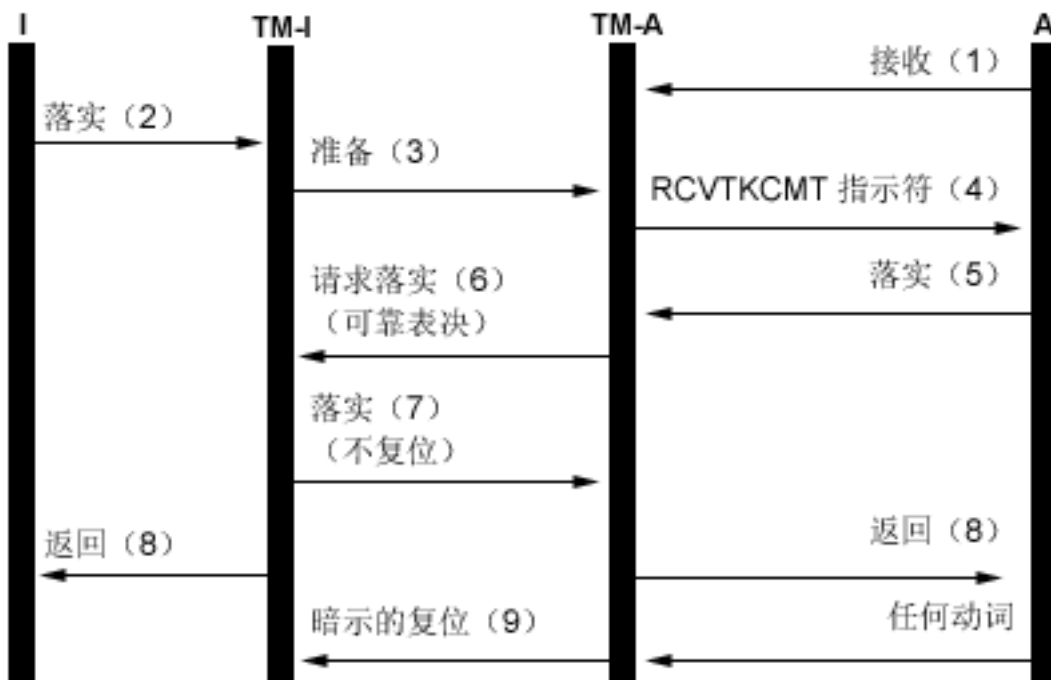 I
TM-I
TM-A
A
接收（1）
落实（2）
准备（3）
RCVTKCMT 指示符（4）
落实（5）
请求落实（6）
（可靠表决）
落实（7）
（不复位）
返回（8）
返回（8）
任何动词
暗示的复位（9）